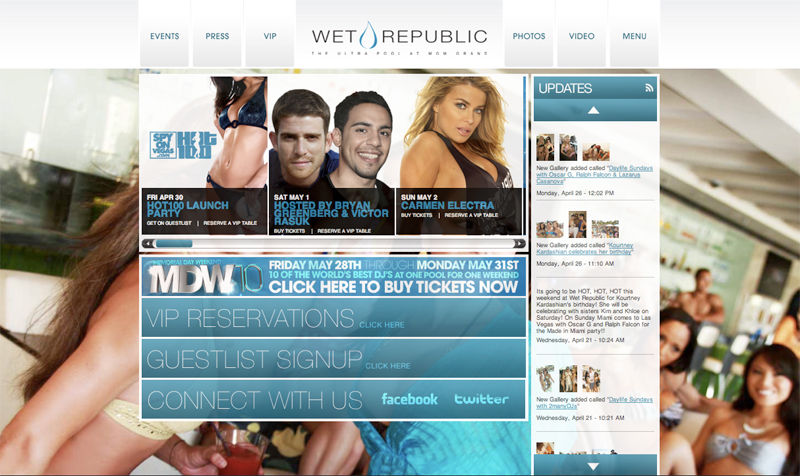 EVENTS
PRESS
VIP
WET REPUBLIC
THE ULTRA POOL AT MGM GRAND
PHOTOS
VIDEO
MENU
SPY
ON
VEGAS
.com
HOT
100
FRI APR 30
HOT100 LAUNCH
PARTY
GET ON GUESTLIST | RESERVE A VIP TABLE
SAT MAY 1
HOSTED BY BRYAN
GREENBERG & VICTOR
RASUK
BUY TICKETS | RESERVE A VIP TABLE
SUN MAY 2
CARMEN ELECTRA
BUY TICKETS | RESERVE A VIP TABLE
MEMORIAL DAY WEEKEND
MDW10
FRIDAY MAY 28TH THROUGH MONDAY MAY 31ST
10 OF THE WORLD'S BEST DJ'S AT ONE POOL FOR ONE WEEKEND
CLICK HERE TO BUY TICKETS NOW
VIP RESERVATIONS CLICK HERE
GUESTLIST SIGNUP CLICK HERE
CONNECT WITH US facebook twitter
UPDATES
New Gallery added called "Daylife Sundays
with Oscar G, Ralph Falcon & Lazarus
Casanova"
Monday, April 26 - 12:02 PM
New Gallery added called "Kourtney
Kardashian celebrates her birthday"
Monday, April 26 - 11:10 AM
Its going to be HOT, HOT, HOT this
weekend at Wet Republic for Kourtney
Kardashian's birthday! She will be
celebrating with sisters Kim and Khloe on
Saturday! On Sunday Miami comes to Las
Vegas with Oscar G and Ralph Falcon for
the Made in Miami party!!!
Wednesday, April 21 - 10:24 AM
New Gallery added called "Daylife Sundays
with 2manyDJs"
Wednesday, April 21 - 10:21 AM